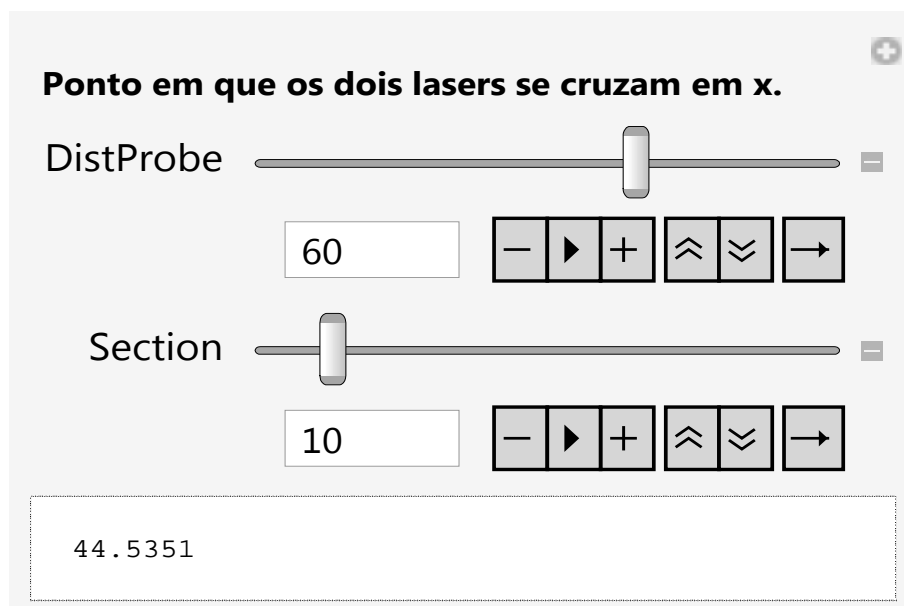 Ponto em que os dois lasers se cruzam em x.
DistProbe
60
Section
10
44.5351